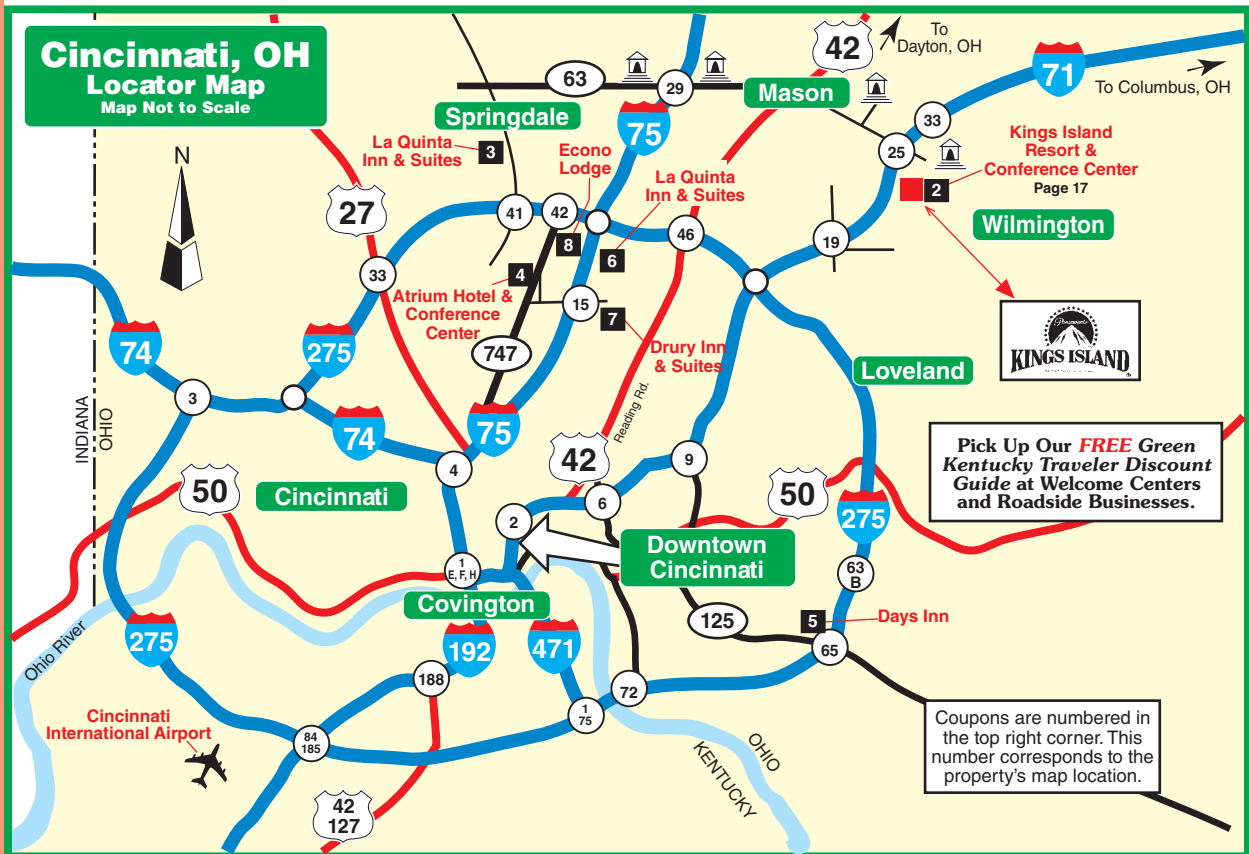 Cincinnati, OH
Locator Map
Map Not to Scale
N
42
To
Dayton, OH
71
To Columbus, OH
63
29
Mason
Springdale
75
33
25
La Quinta
Inn & Suites
3
Econo
Lodge
La Quinta
Inn & Suites
Kings Island
Resort &
Conference Center
Page 17
2
Wilmington
27
41
42
8
6
46
19
33
4
Atrium Hotel &
Conference
Center
15
7
Drury Inn
& Suites
KINGS ISLAND
74
275
747
Loveland
3
INDIANA
OHIO
74
75
Reading Rd.
42
4
9
50
Cincinnati
50
6
2
275
Pick Up Our FREE Green
Kentucky Traveler Discount
Guide at Welcome Centers
and Roadside Businesses.
Downtown
Cincinnati
1
E, F, H
63
B
Covington
125
5
Days Inn
Ohio River
275
192
471
65
188
72
1
75
Cincinnati
International Airport
84
185
OHIO
KENTUCKY
Coupons are numbered in
the top right corner. This
number corresponds to the
property's map location.
42
127